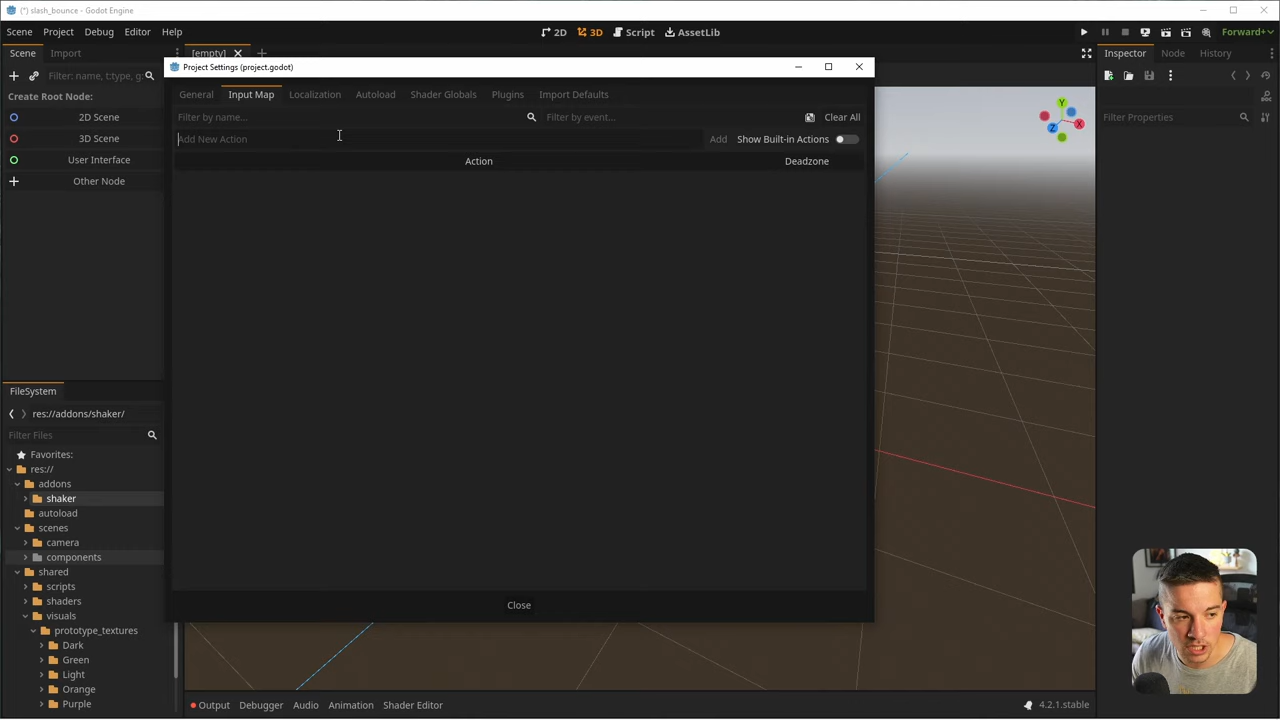 (*) slash_bounce - Godot Engine
Scene Project Debug Editor Help
2D 3D Script AssetLib
Forward+
Scene Import
[empty]
Inspector Node History
Filter: name, t:type, g:
Create Root Node:
2D Scene
3D Scene
User Interface
Other Node
Project Settings (project.godot)
General Input Map Localization Autoload Shader Globals Plugins Import Defaults
Filter by name... Filter by event... Clear All
Add New Action Add Show Built-in Actions
Action Deadzone
Close
Filter Properties
Y
X
Z
FileSystem
res://addons/shaker/
Filter Files
Favorites:
res://
addons
shaker
autoload
scenes
camera
components
shared
scripts
shaders
visuals
prototype_textures
Dark
Green
Light
Orange
Purple
Output Debugger Audio Animation Shader Editor
4.2.1.stable